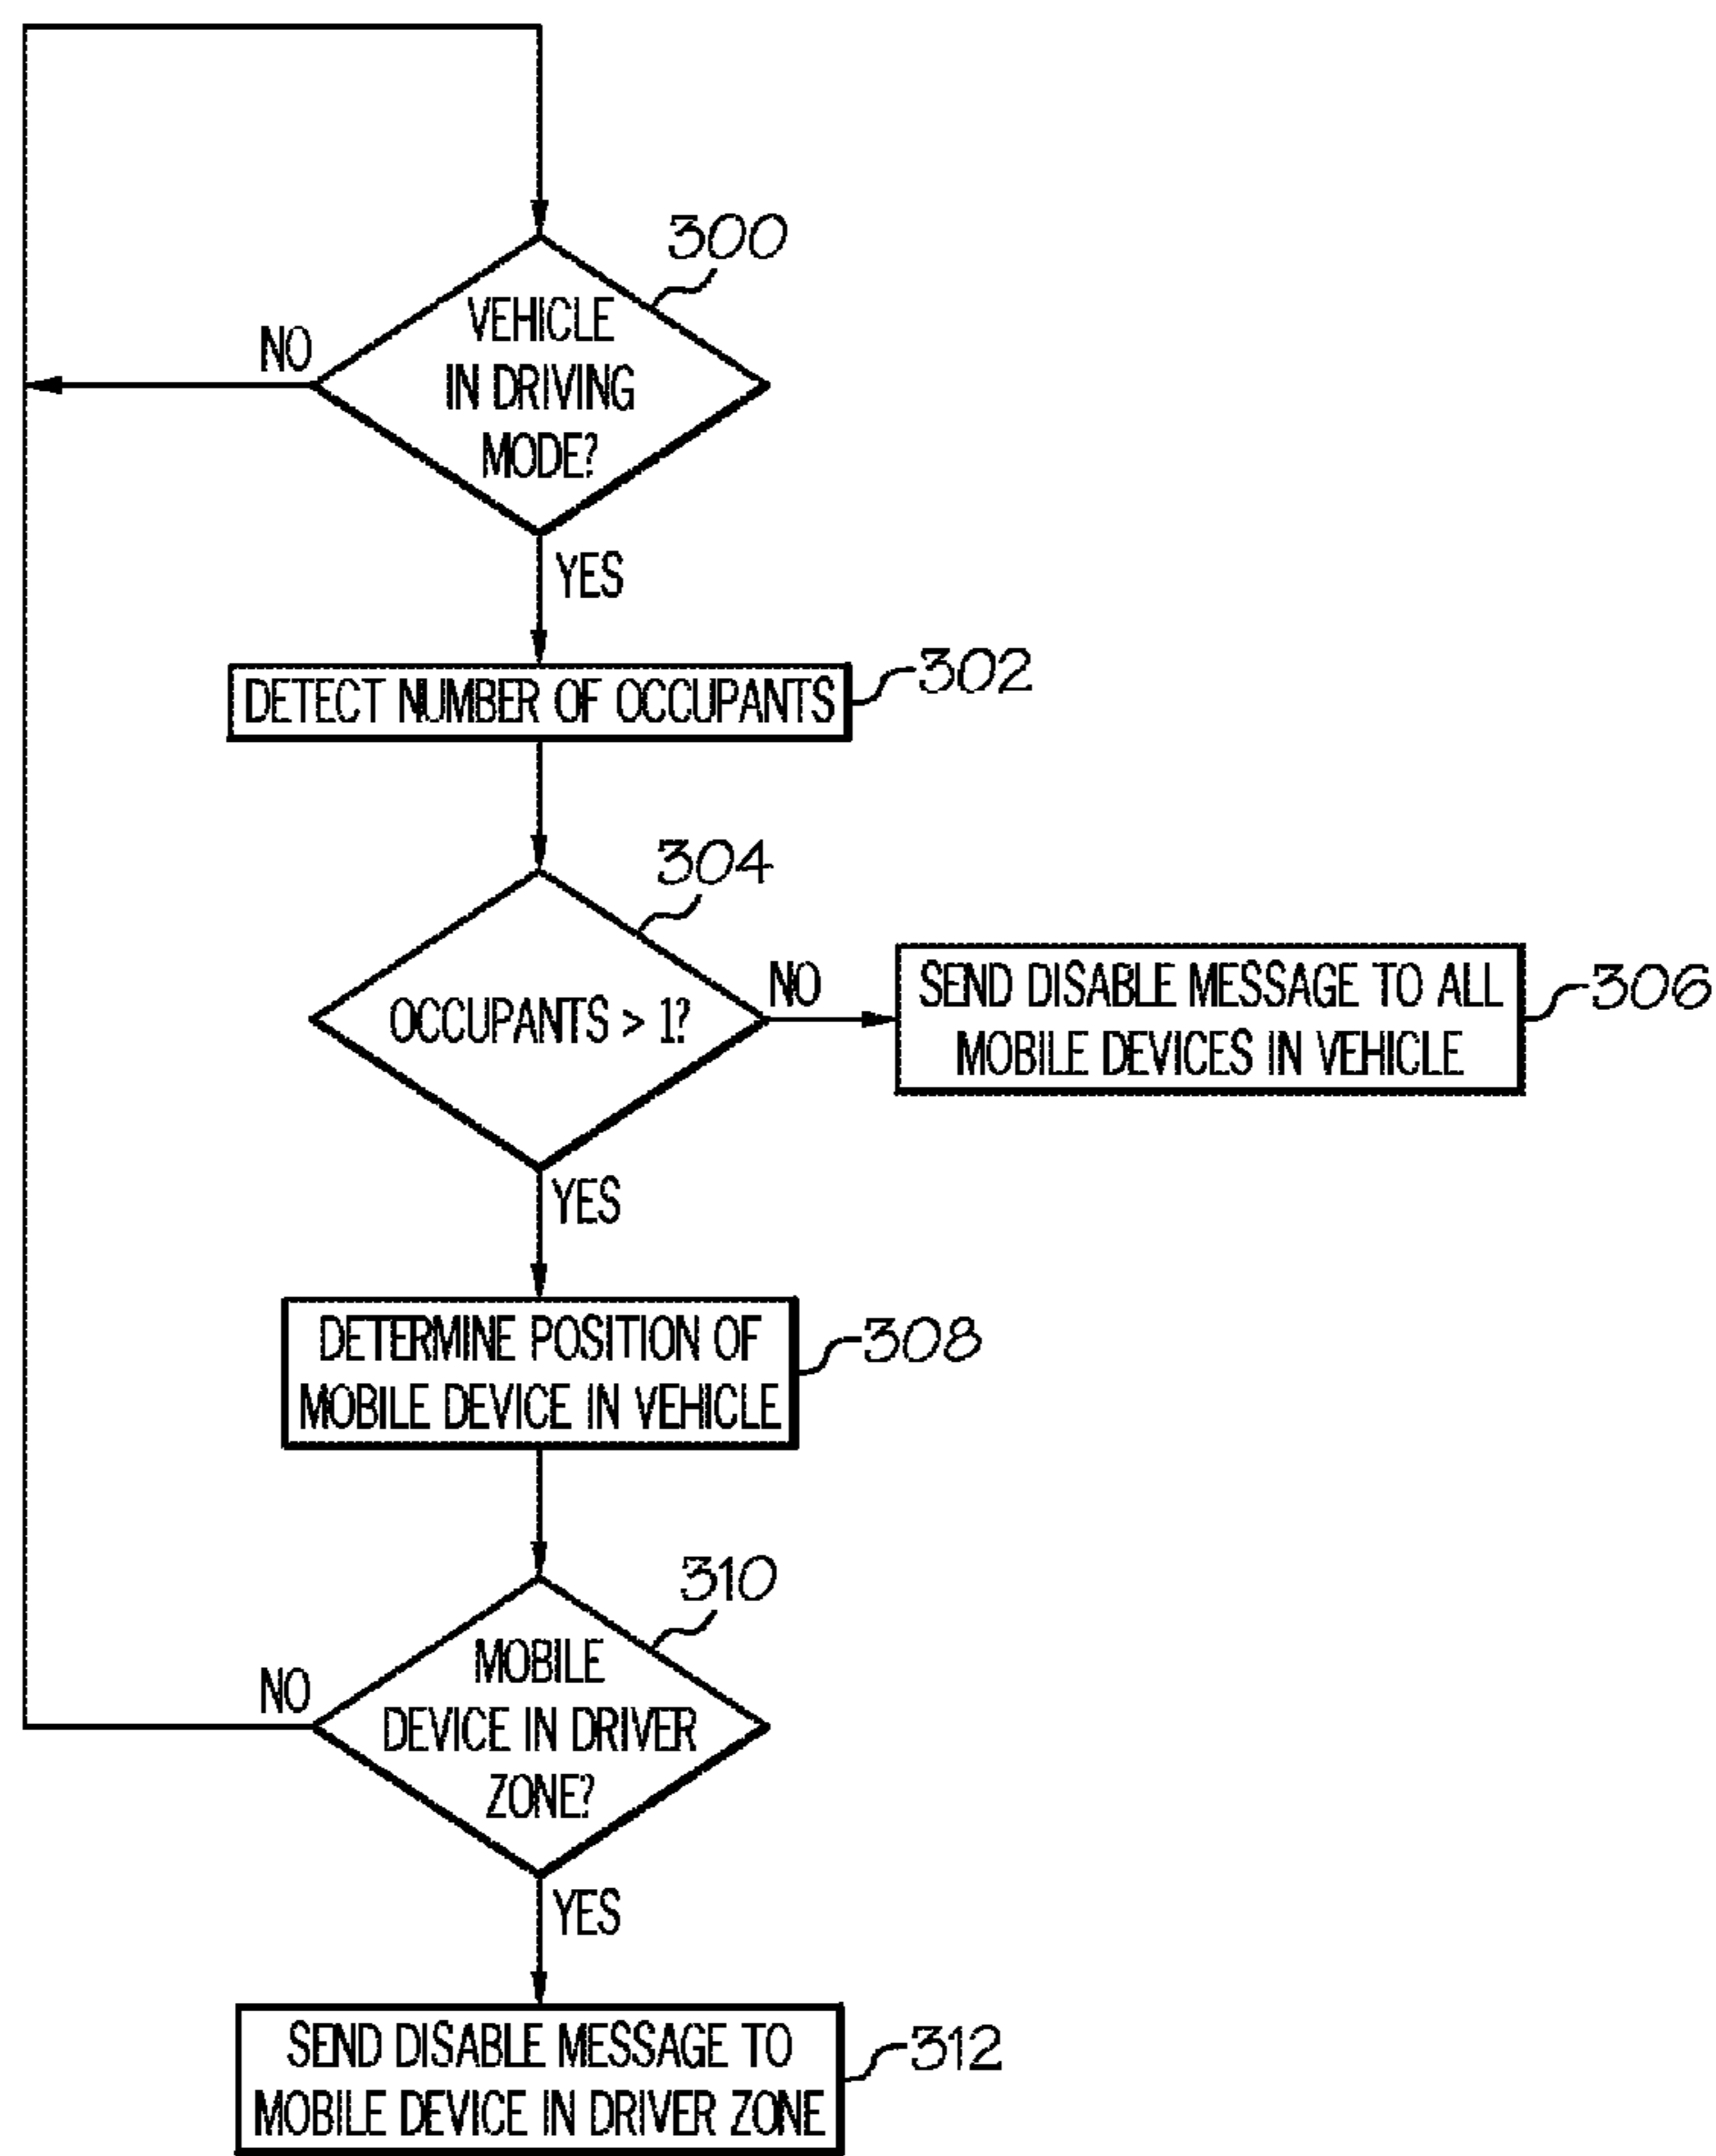 300
VEHICLE
IN DRIVING
MODE?
NO
YES
DETECT NUMBER OF OCCUPANTS
302
304
OCCUPANTS > 1?
NO
SEND DISABLE MESSAGE TO ALL
MOBILE DEVICES IN VEHICLE
306
YES
DETERMINE POSITION OF
MOBILE DEVICE IN VEHICLE
308
310
MOBILE
DEVICE IN DRIVER
ZONE?
NO
YES
SEND DISABLE MESSAGE TO
MOBILE DEVICE IN DRIVER ZONE
312